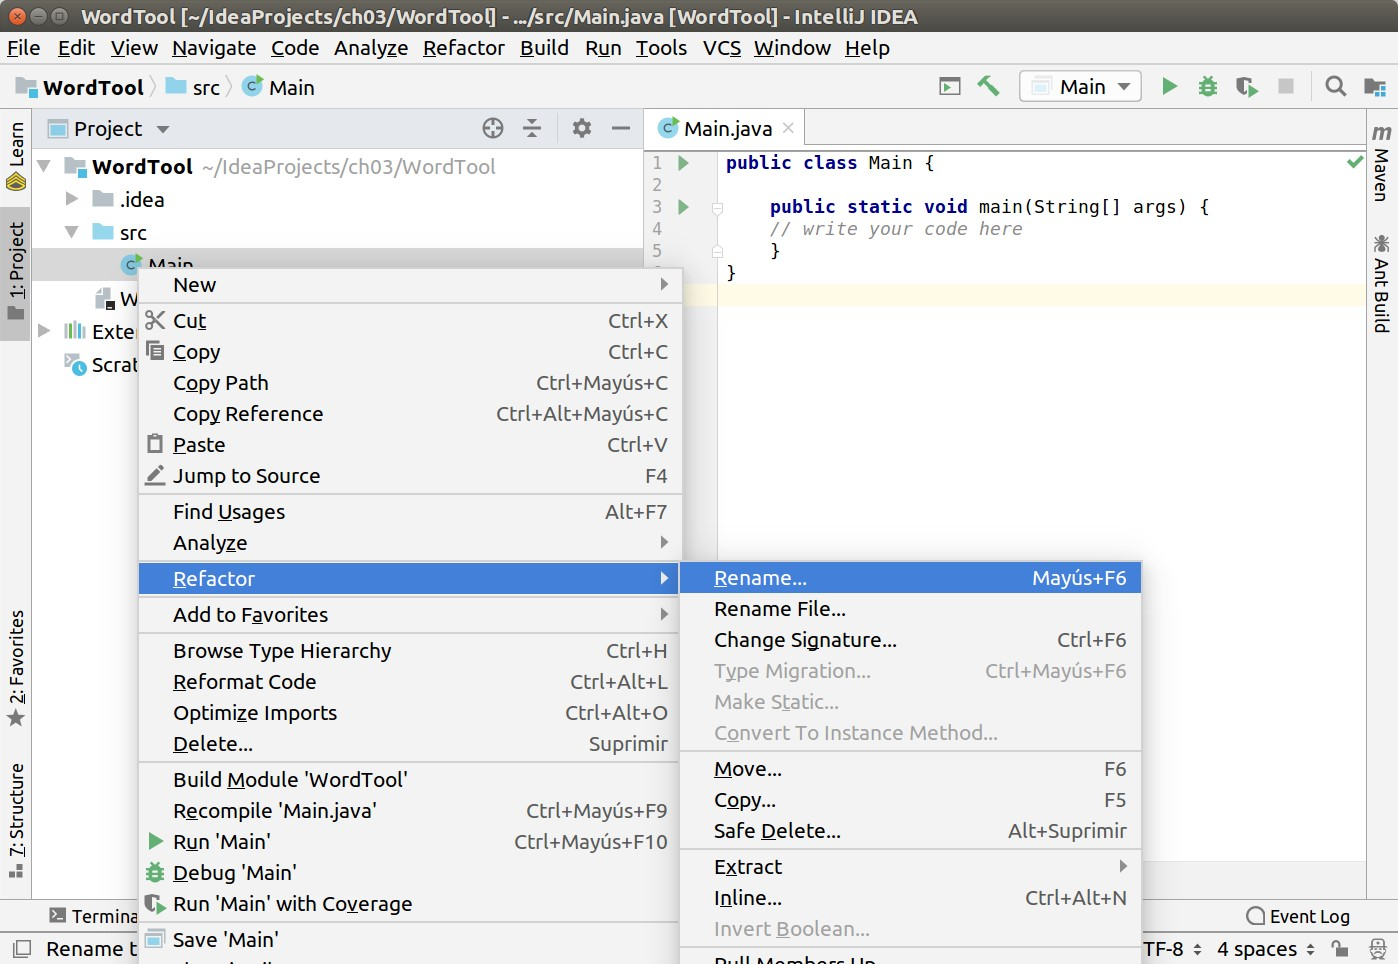 WordTool [~/IdeaProjects/ch03/WordTool] - .../src/Main.java [WordTool] - IntelliJ IDEA
File Edit View Navigate Code Analyze Refactor Build Run Tools VCS Window Help
WordTool src Main
Main
Learn
1: Project
2: Favorites
7: Structure
Project
WordTool ~/IdeaProjects/ch03/WordTool
.idea
src
Main
W
Exte
Scrat
Main.java
1 public class Main {
2
3 public static void main(String[] args) {
4 // write your code here
5 }
}
Maven
Ant Build
New
Cut Ctrl+X
Copy Ctrl+C
Copy Path Ctrl+Mayús+C
Copy Reference Ctrl+Alt+Mayús+C
Paste Ctrl+V
Jump to Source F4
Find Usages Alt+F7
Analyze
Refactor
Add to Favorites
Browse Type Hierarchy Ctrl+H
Reformat Code Ctrl+Alt+L
Optimize Imports Ctrl+Alt+O
Delete... Suprimir
Build Module 'WordTool'
Recompile 'Main.java' Ctrl+Mayús+F9
Run 'Main' Ctrl+Mayús+F10
Debug 'Main'
Run 'Main' with Coverage
Save 'Main'
Rename... Mayús+F6
Rename File...
Change Signature... Ctrl+F6
Type Migration... Ctrl+Mayús+F6
Make Static...
Convert To Instance Method...
Move... F6
Copy... F5
Safe Delete... Alt+Suprimir
Extract
Inline... Ctrl+Alt+N
Invert Boolean...
Pull Members Up
Termina
Event Log
Rename t
TF-8 4 spaces